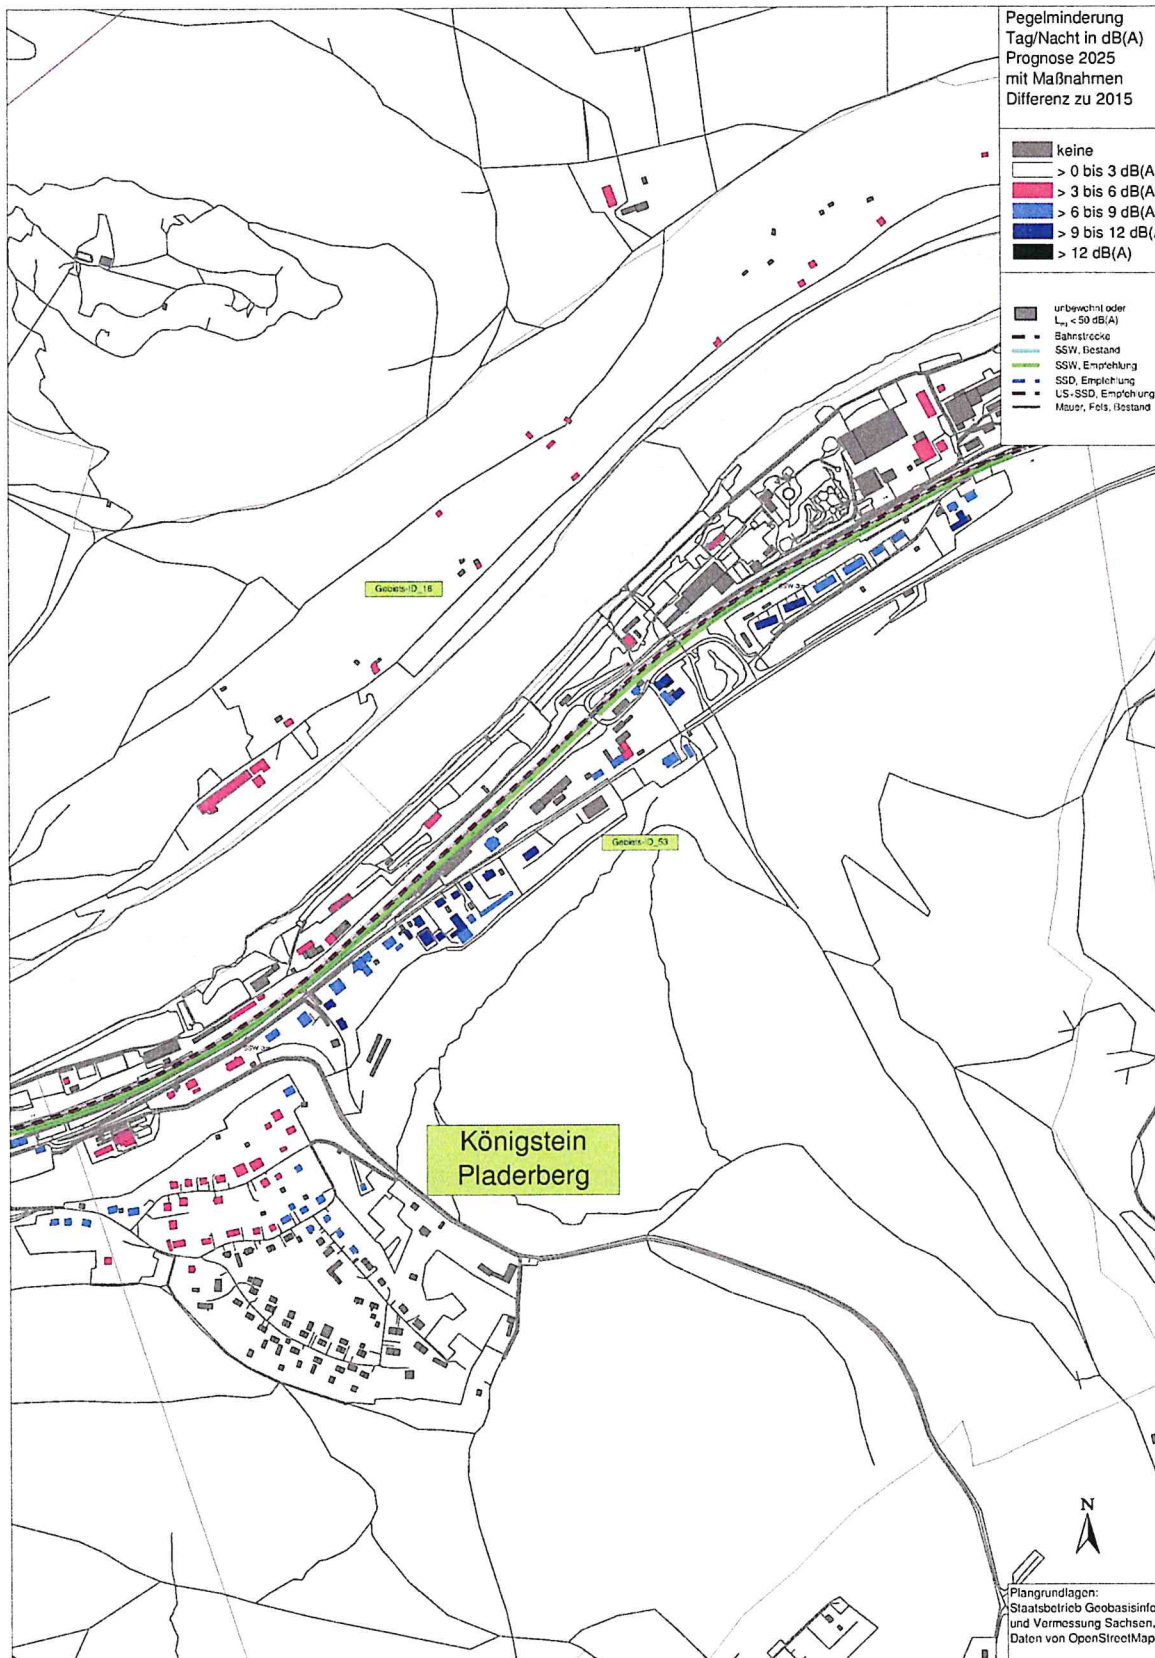 Pegelminderung
Tag/Nacht in dB(A)
Prognose 2025
mit Maßnahmen
Differenz zu 2015
keine
> 0 bis 3 dB(A
> 3 bis 6 dB(A
> 6 bis 9 dB(A
> 9 bis 12 dB(
> 12 dB(A)
unbewohnt oder
< 50 dB(A)
Bahnstrecke
SSW, Bestand
SSW, Empfehlung
SSD, Empfehlung
US+SSD, Empfehlung
Mauer, Fels, Bestand
Gebiets-ID_16
Gebiets-ID_53
Königstein
Pladerberg
N
Plangrundlagen:
Staatsbetrieb Geobasisinfo
und Vermessung Sachsen,
Daten von OpenStreetMap